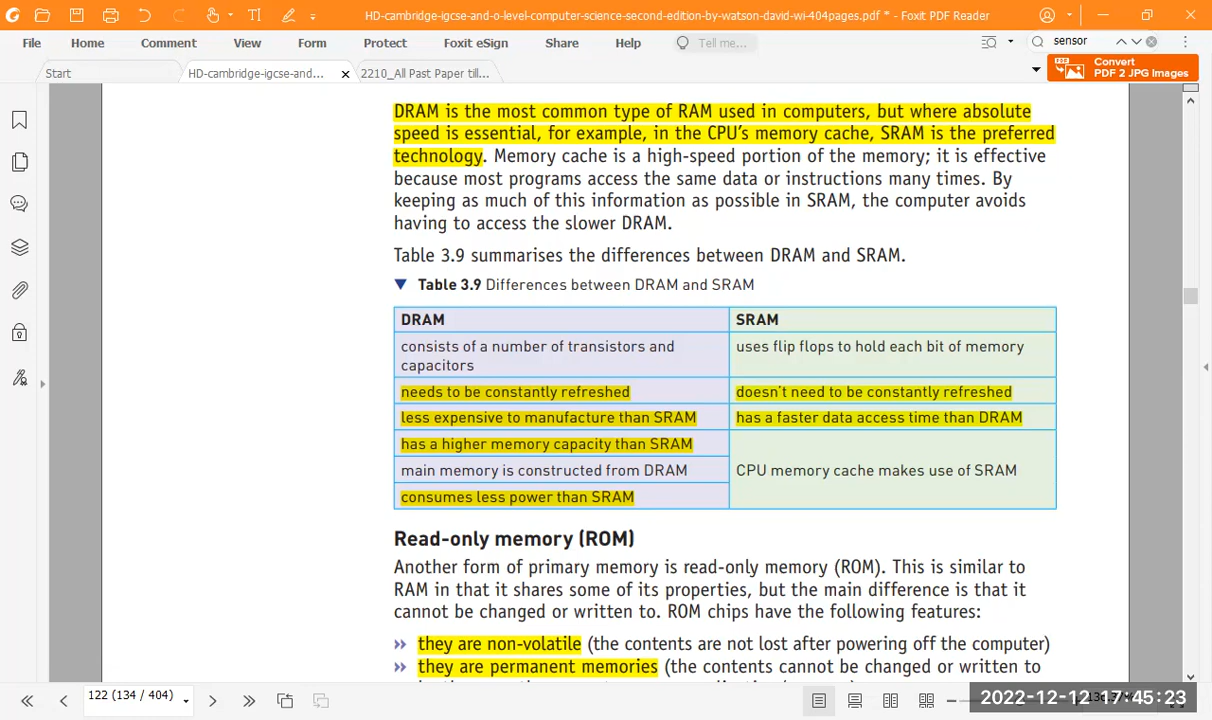 HD-cambridge-igcse-and-o-level-computer-science-second-edition-by-watson-david-wi-404pages.pdf * - Foxit PDF Reader
File Home Comment View Form Protect Foxit eSign Share Help Tell me... sensor
Start HD-cambridge-igcse-and-... 2210_All Past Paper till... Convert
PDF 2 JPG Images
DRAM is the most common type of RAM used in computers, but where absolute
speed is essential, for example, in the CPU's memory cache, SRAM is the preferred
technology. Memory cache is a high-speed portion of the memory; it is effective
because most programs access the same data or instructions many times. By
keeping as much of this information as possible in SRAM, the computer avoids
having to access the slower DRAM.
Table 3.9 summarises the differences between DRAM and SRAM.
▼ Table 3.9 Differences between DRAM and SRAM
DRAM SRAM
consists of a number of transistors and uses flip flops to hold each bit of memory
capacitors
needs to be constantly refreshed doesn't need to be constantly refreshed
less expensive to manufacture than SRAM has a faster data access time than DRAM
has a higher memory capacity than SRAM
main memory is constructed from DRAM CPU memory cache makes use of SRAM
consumes less power than SRAM
Read-only memory (ROM)
Another form of primary memory is read-only memory (ROM). This is similar to
RAM in that it shares some of its properties, but the main difference is that it
cannot be changed or written to. ROM chips have the following features:
» they are non-volatile (the contents are not lost after powering off the computer)
» they are permanent memories (the contents cannot be changed or written to
122 (134 / 404) 2022-12-12 17:45:23